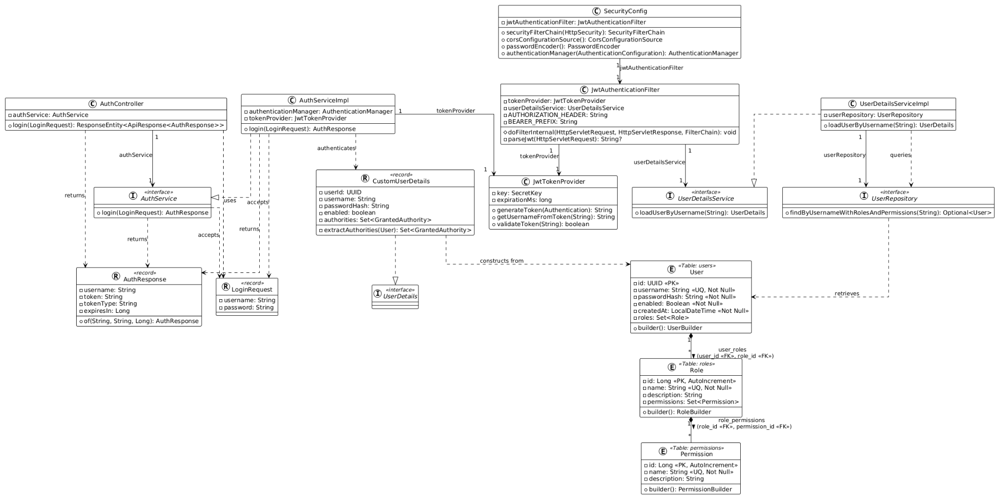 C SecurityConfig
jwtAuthenticationFilter: JwtAuthenticationFilter
securityFilterChain(HttpSecurity): SecurityFilterChain
corsConfigurationSource(): CorsConfigurationSource
passwordEncoder(): PasswordEncoder
authenticationManager(AuthenticationConfiguration): AuthenticationManager
1
jwtAuthenticationFilter
1
C AuthController
authService: AuthService
login(LoginRequest): ResponseEntity<ApiResponse<AuthResponse>>
C AuthServiceImpl
authenticationManager: AuthenticationManager
tokenProvider: JwtTokenProvider
login(LoginRequest): AuthResponse
1
tokenProvider
1
C JwtAuthenticationFilter
tokenProvider: JwtTokenProvider
userDetailsService: UserDetailsService
AUTHORIZATION_HEADER: String
BEARER_PREFIX: String
doFilterInternal(HttpServletRequest, HttpServletResponse, FilterChain): void
parseJwt(HttpServletRequest): String?
C UserDetailsServiceImpl
userRepository: UserRepository
loadUserByUsername(String): UserDetails
1
authService
1
authenticates
1
tokenProvider
1
1
userDetailsService
1
1
userRepository
1
queries
returns
uses
accepts
I «interface»
AuthService
login(LoginRequest): AuthResponse
R «record»
CustomUserDetails
userId: UUID
username: String
passwordHash: String
enabled: boolean
authorities: Set<GrantedAuthority>
extractAuthorities(User): Set<GrantedAuthority>
C JwtTokenProvider
key: SecretKey
expirationMs: long
generateToken(Authentication): String
getUsernameFromToken(String): String
validateToken(String): boolean
I «interface»
UserDetailsService
loadUserByUsername(String): UserDetails
I «interface»
UserRepository
findByUsernameWithRolesAndPermissions(String): Optional<User>
returns
accepts
returns
constructs from
retrieves
R «record»
AuthResponse
username: String
token: String
tokenType: String
expiresIn: Long
of(String, String, Long): AuthResponse
R «record»
LoginRequest
username: String
password: String
I «interface»
UserDetails
E «Table: users»
User
id: UUID «PK»
username: String «UQ, Not Null»
passwordHash: String «Not Null»
enabled: Boolean «Not Null»
createdAt: LocalDateTime «Not Null»
roles: Set<Role>
builder(): UserBuilder
1
*
user_roles
(user_id «FK», role_id «FK»)
E «Table: roles»
Role
id: Long «PK, AutoIncrement»
name: String «UQ, Not Null»
description: String
permissions: Set<Permission>
builder(): RoleBuilder
1
role_permissions
(role_id «FK», permission_id «FK»)
*
E «Table: permissions»
Permission
id: Long «PK, AutoIncrement»
name: String «UQ, Not Null»
description: String
builder(): PermissionBuilder